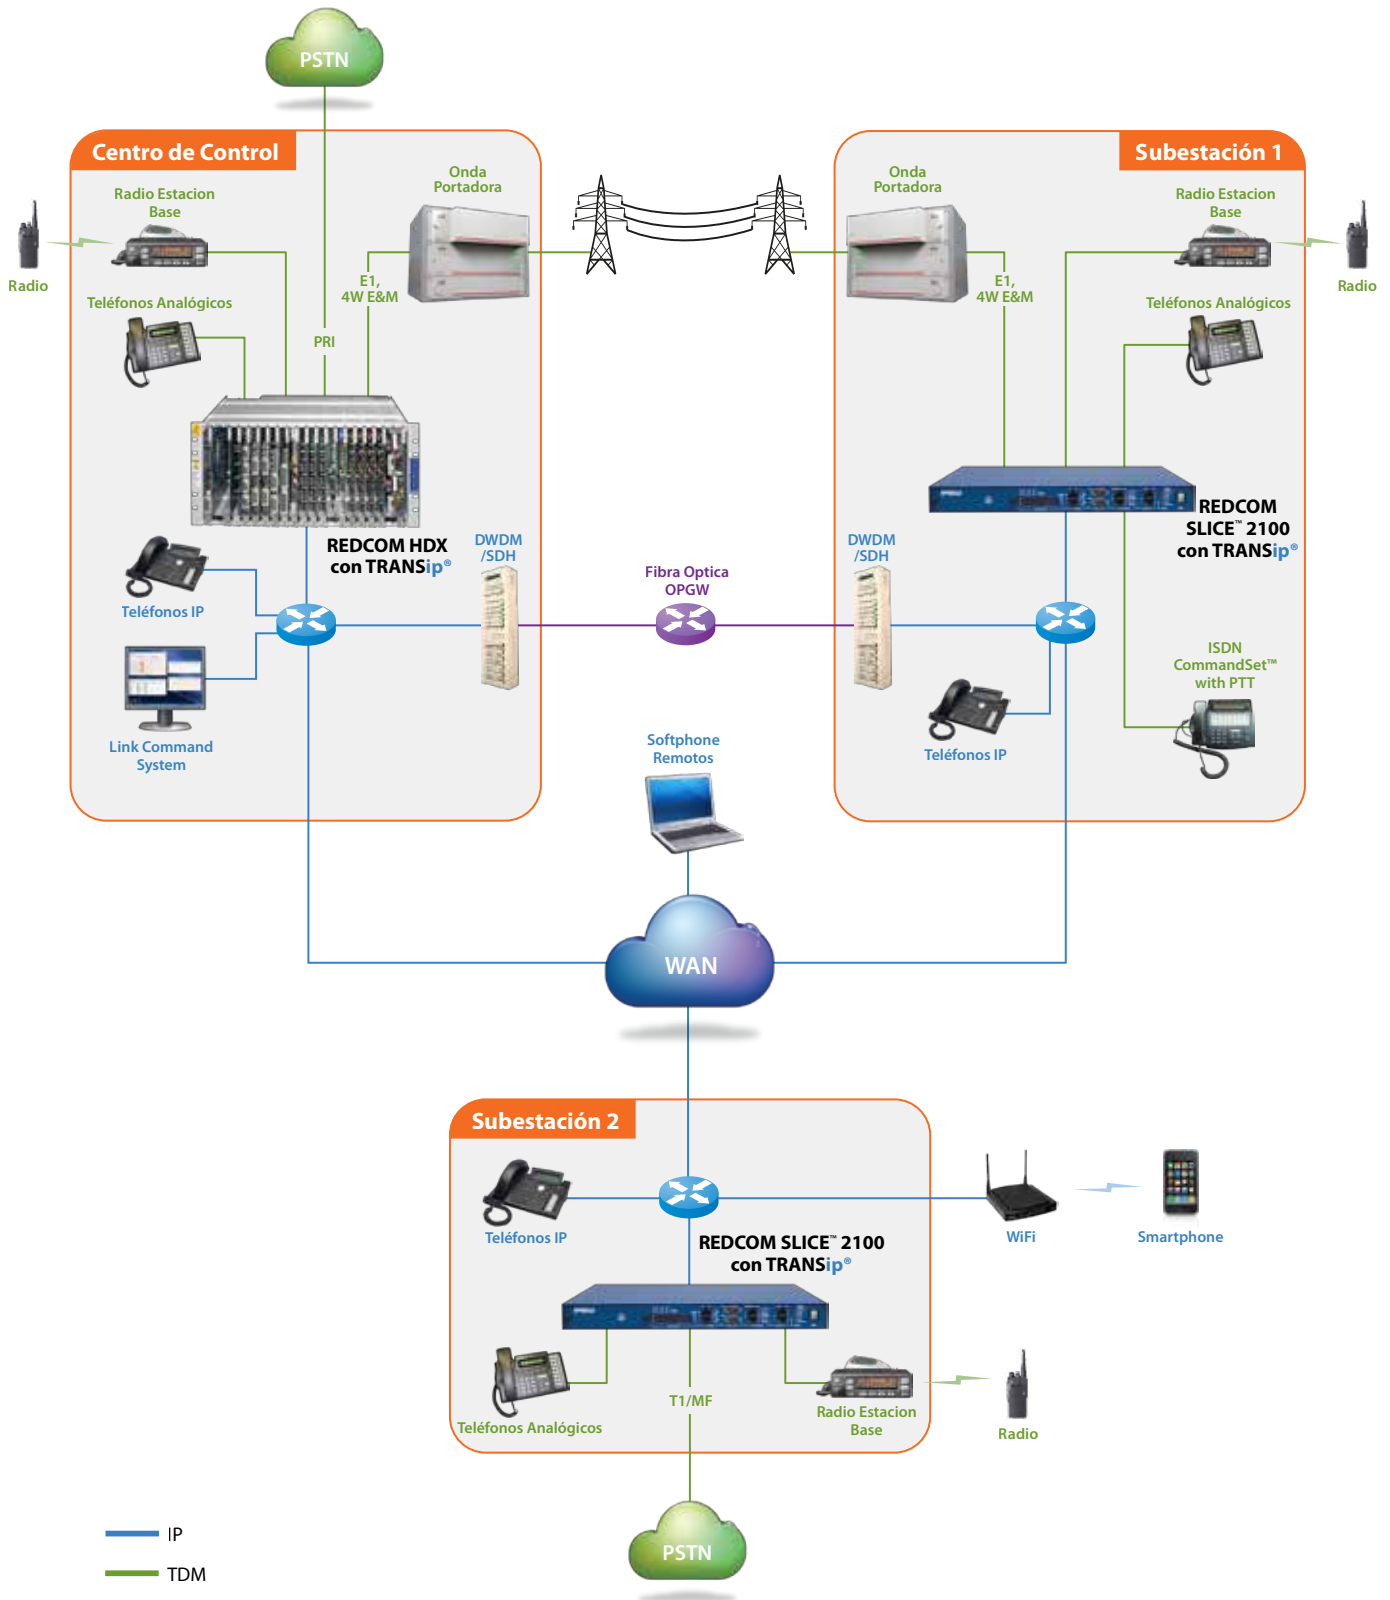 PSTN
Centro de Control
Subestación 1
Onda
Portadora
Onda
Portadora
Radio Estacion
Base
Radio Estacion
Base
Radio
Radio
E1,
4W E&M
E1,
4W E&M
Teléfonos Analógicos
Teléfonos Analógicos
PRI
REDCOM HDX
con TRANSip®
DWDM
/SDH
DWDM
/SDH
REDCOM
SLICE™ 2100
con TRANSip®
Fibra Optica
OPGW
Teléfonos IP
ISDN
CommandSet™
with PTT
Link Command
System
Softphone
Remotos
Teléfonos IP
WAN
Subestación 2
Teléfonos IP
WiFi
Smartphone
REDCOM SLICE™ 2100
con TRANSip®
T1/MF
Teléfonos Analógicos
Radio Estacion
Base
Radio
PSTN
IP
TDM